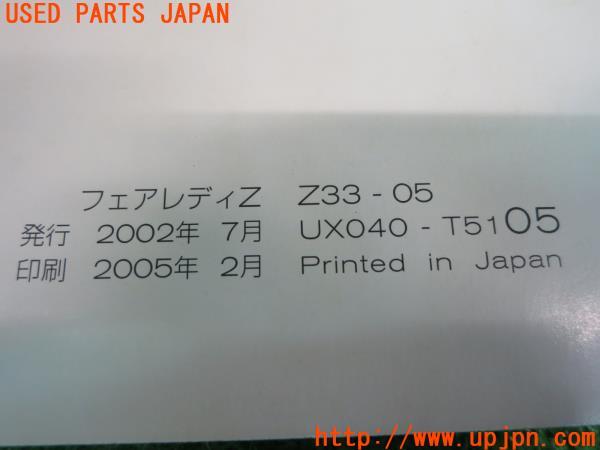 USED PARTS JAPAN
フェアレディZ Z33 - 05
発行 2002年 7月 UX040 - T5105
印刷 2005年 2月 Printed in Japan
http://www.upjpn.com/